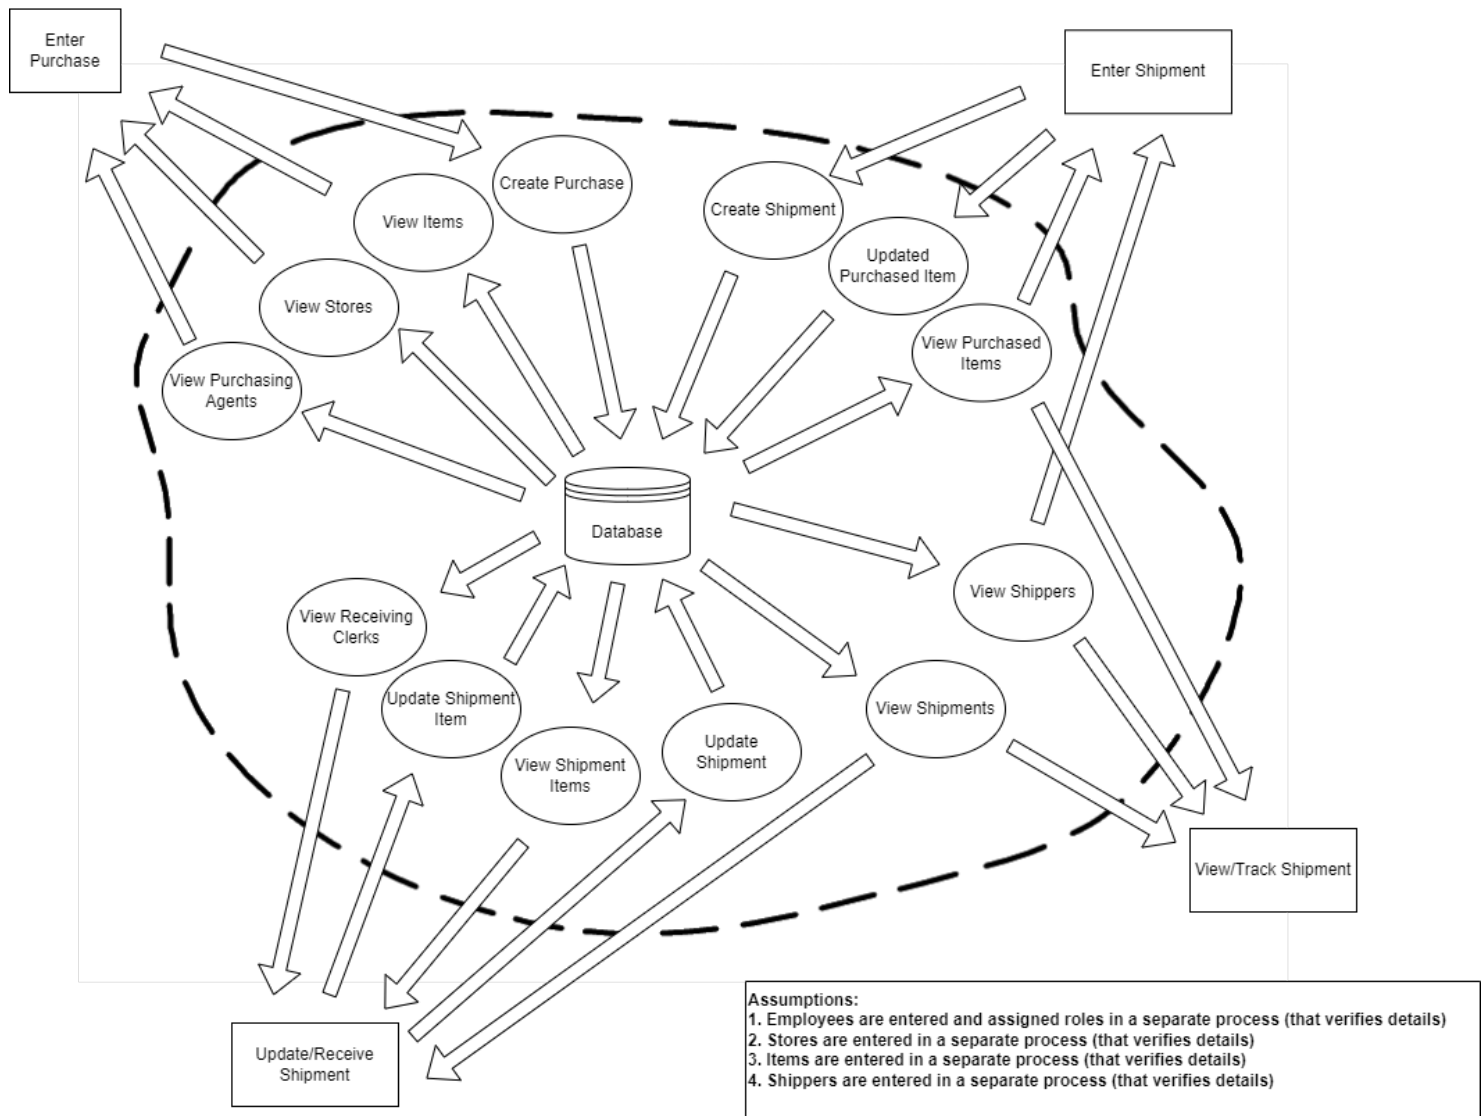 Enter
Purchase
Enter Shipment
Create Purchase
View Items
Create Shipment
Updated
Purchased Item
View Stores
View Purchased
Items
View Purchasing
Agents
Database
View Shippers
View Receiving
Clerks
Update Shipment
Item
View Shipments
View Shipment
Items
Update
Shipment
View/Track Shipment
Update/Receive
Shipment
Assumptions:
1. Employees are entered and assigned roles in a separate process (that verifies details)
2. Stores are entered in a separate process (that verifies details)
3. Items are entered in a separate process (that verifies details)
4. Shippers are entered in a separate process (that verifies details)